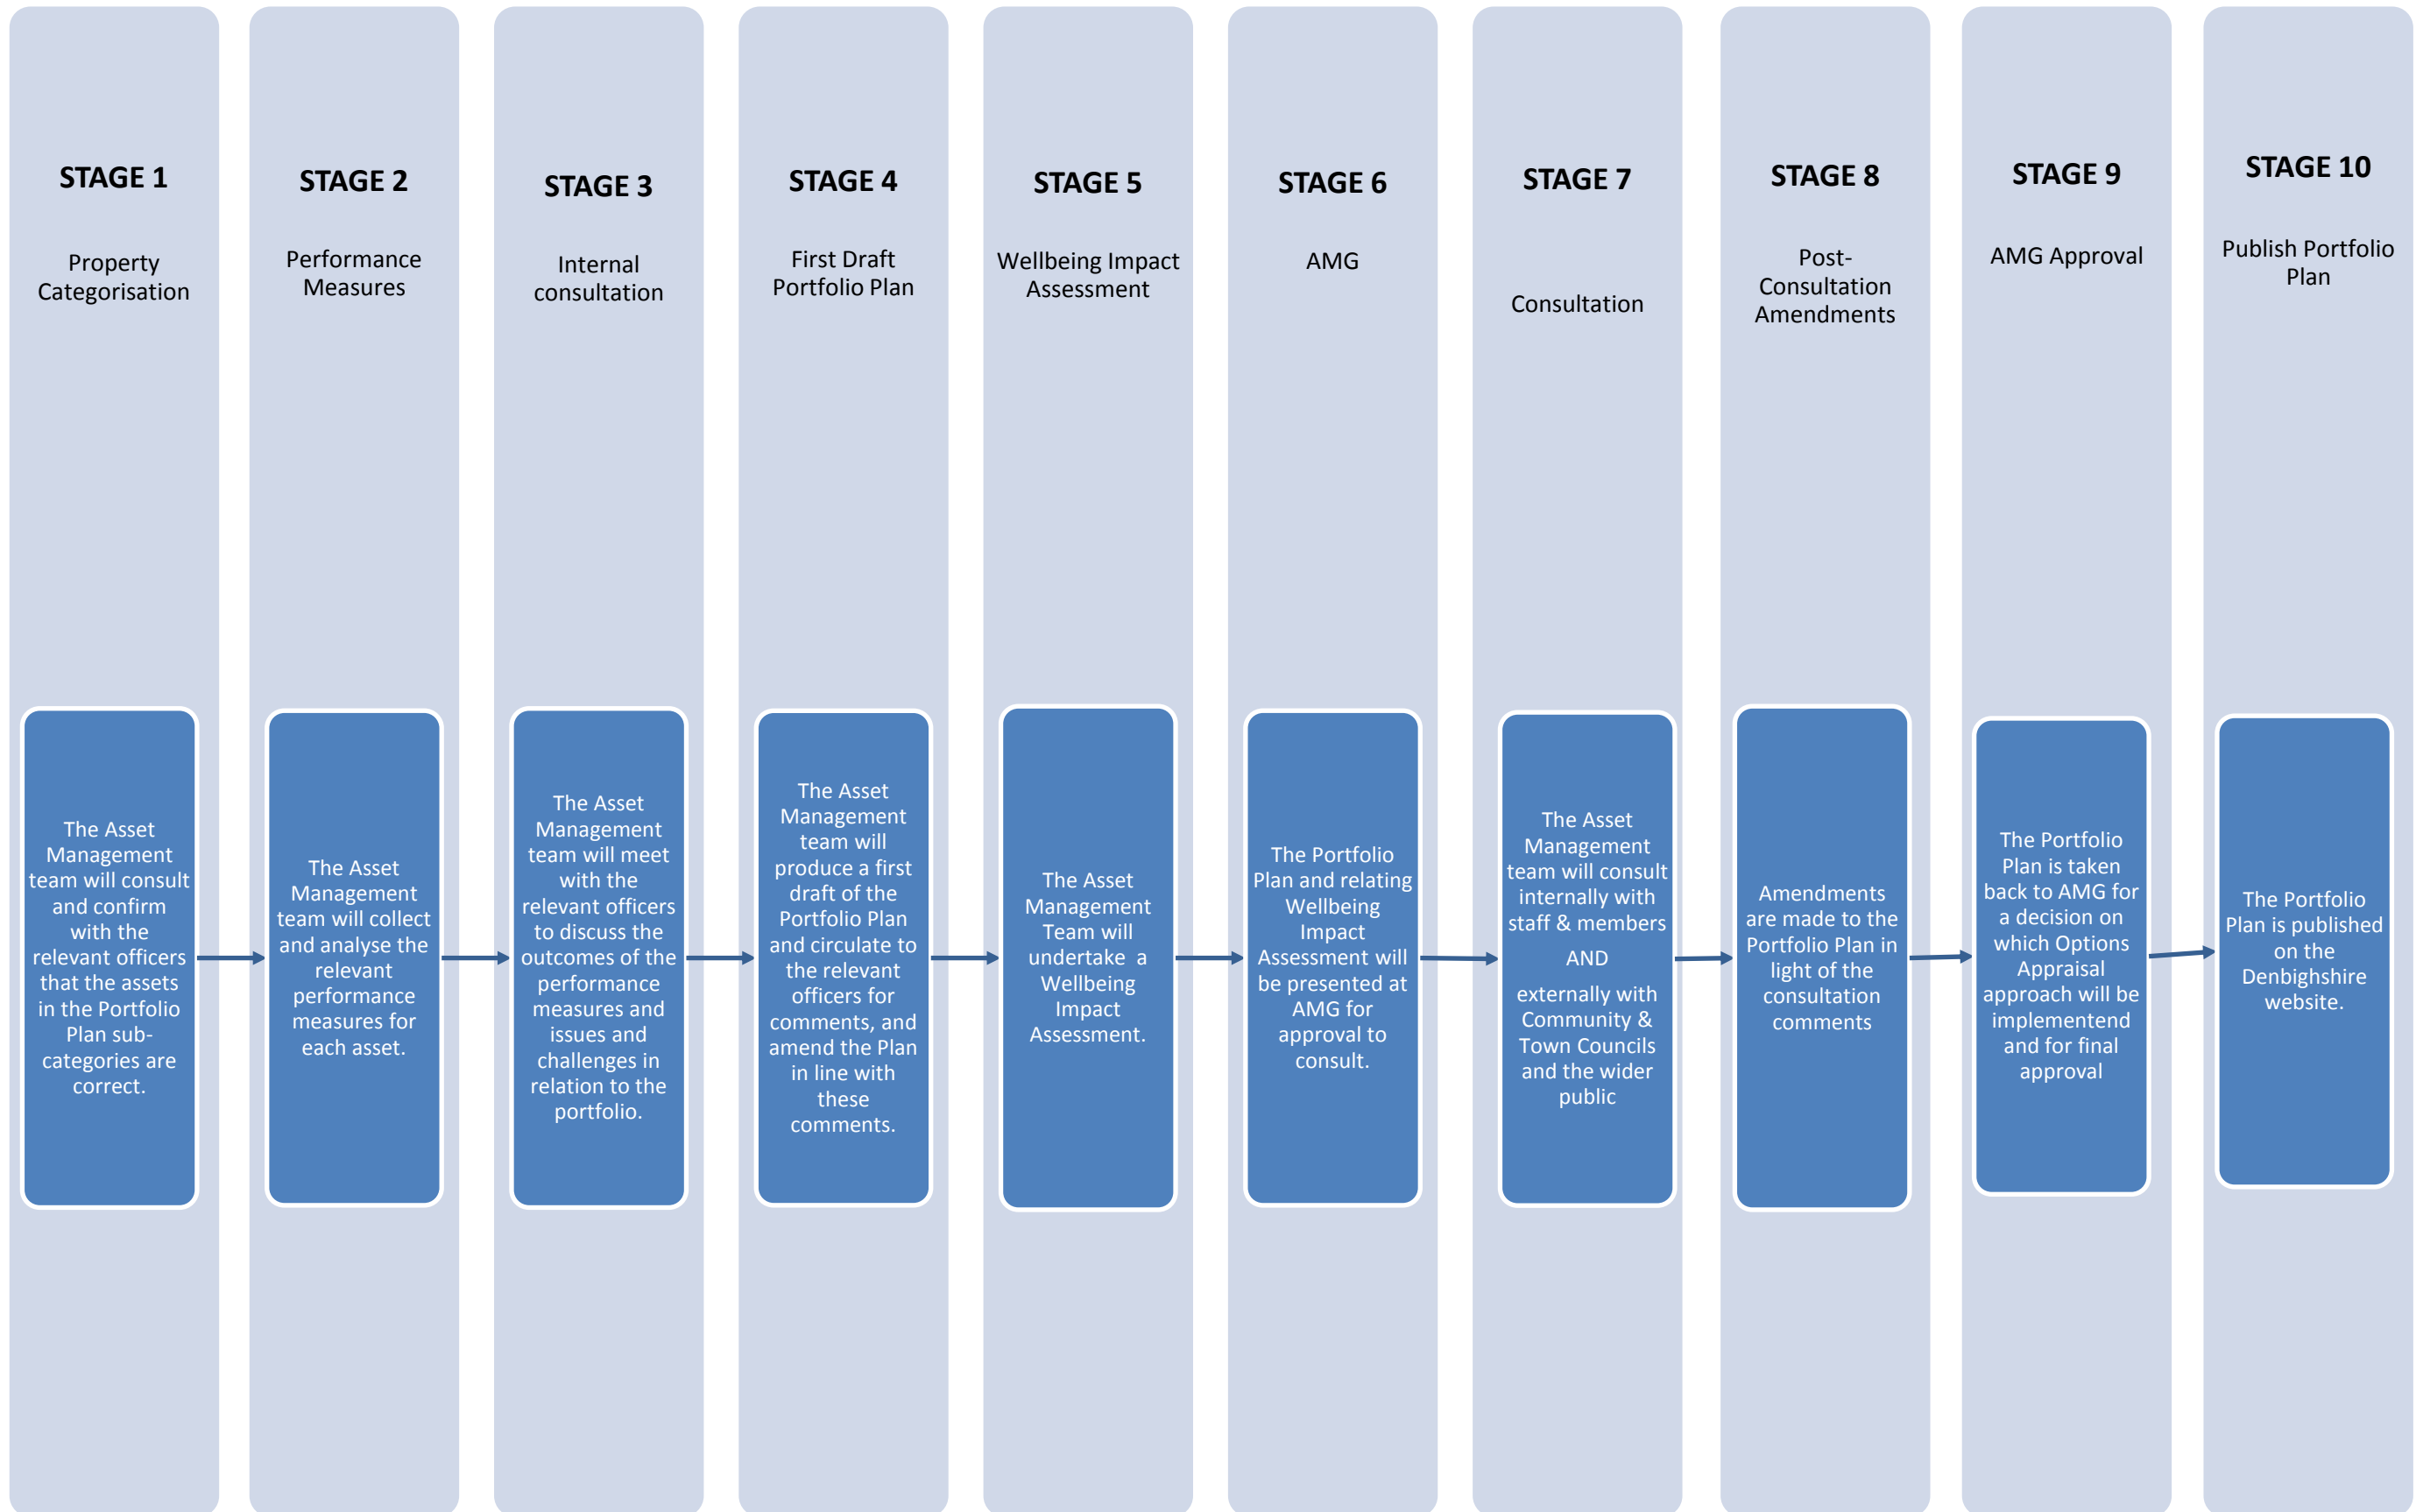 STAGE 1
Property
Categorisation
The Asset
Management
team will consult
and confirm
with the
relevant officers
that the assets
in the Portfolio
Plan sub-
categories are
correct.
STAGE 2
Performance
Measures
The Asset
Management
team will collect
and analyse the
relevant
performance
measures for
each asset.
STAGE 3
Internal
consultation
The Asset
Management
team will meet
with the
relevant officers
to discuss the
outcomes of the
performance
measures and
issues and
challenges in
relation to the
portfolio.
STAGE 4
First Draft
Portfolio Plan
The Asset
Management
team will
produce a first
draft of the
Portfolio Plan
and circulate to
the relevant
officers for
comments, and
amend the Plan
in line with
these
comments.
STAGE 5
Wellbeing Impact
Assessment
The Asset
Management
Team will
undertake a
Wellbeing
Impact
Assessment.
STAGE 6
AMG
The Portfolio
Plan and relating
Wellbeing
Impact
Assessment will
be presented at
AMG for
approval to
consult.
STAGE 7
Consultation
The Asset
Management
team will consult
internally with
staff & members
AND
externally with
Community &
Town Councils
and the wider
public
STAGE 8
Post-
Consultation
Amendments
Amendments
are made to the
Portfolio Plan in
light of the
consultation
comments
STAGE 9
AMG Approval
The Portfolio
Plan is taken
back to AMG for
a decision on
which Options
Appraisal
approach will be
implementend
and for final
approval
STAGE 10
Publish Portfolio
Plan
The Portfolio
Plan is published
on the
Denbighshire
website.